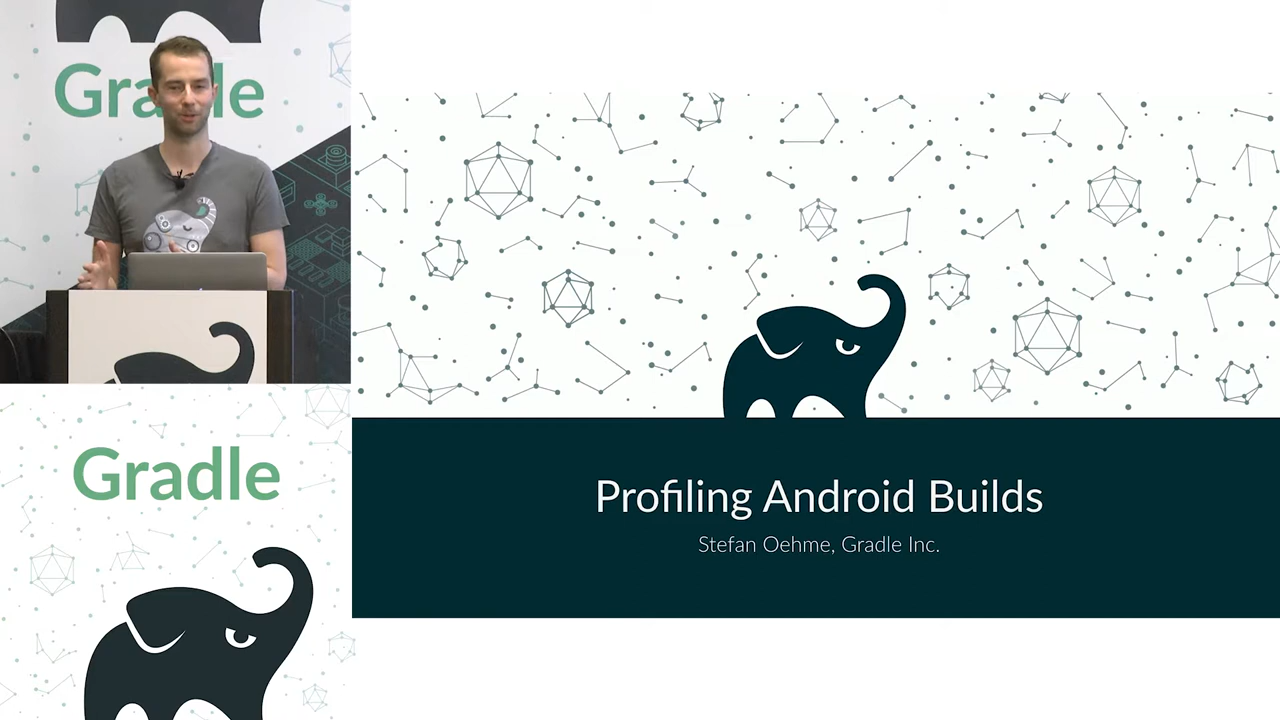 Gradle
Gradle
Profiling Android Builds
Stefan Oehme, Gradle Inc.